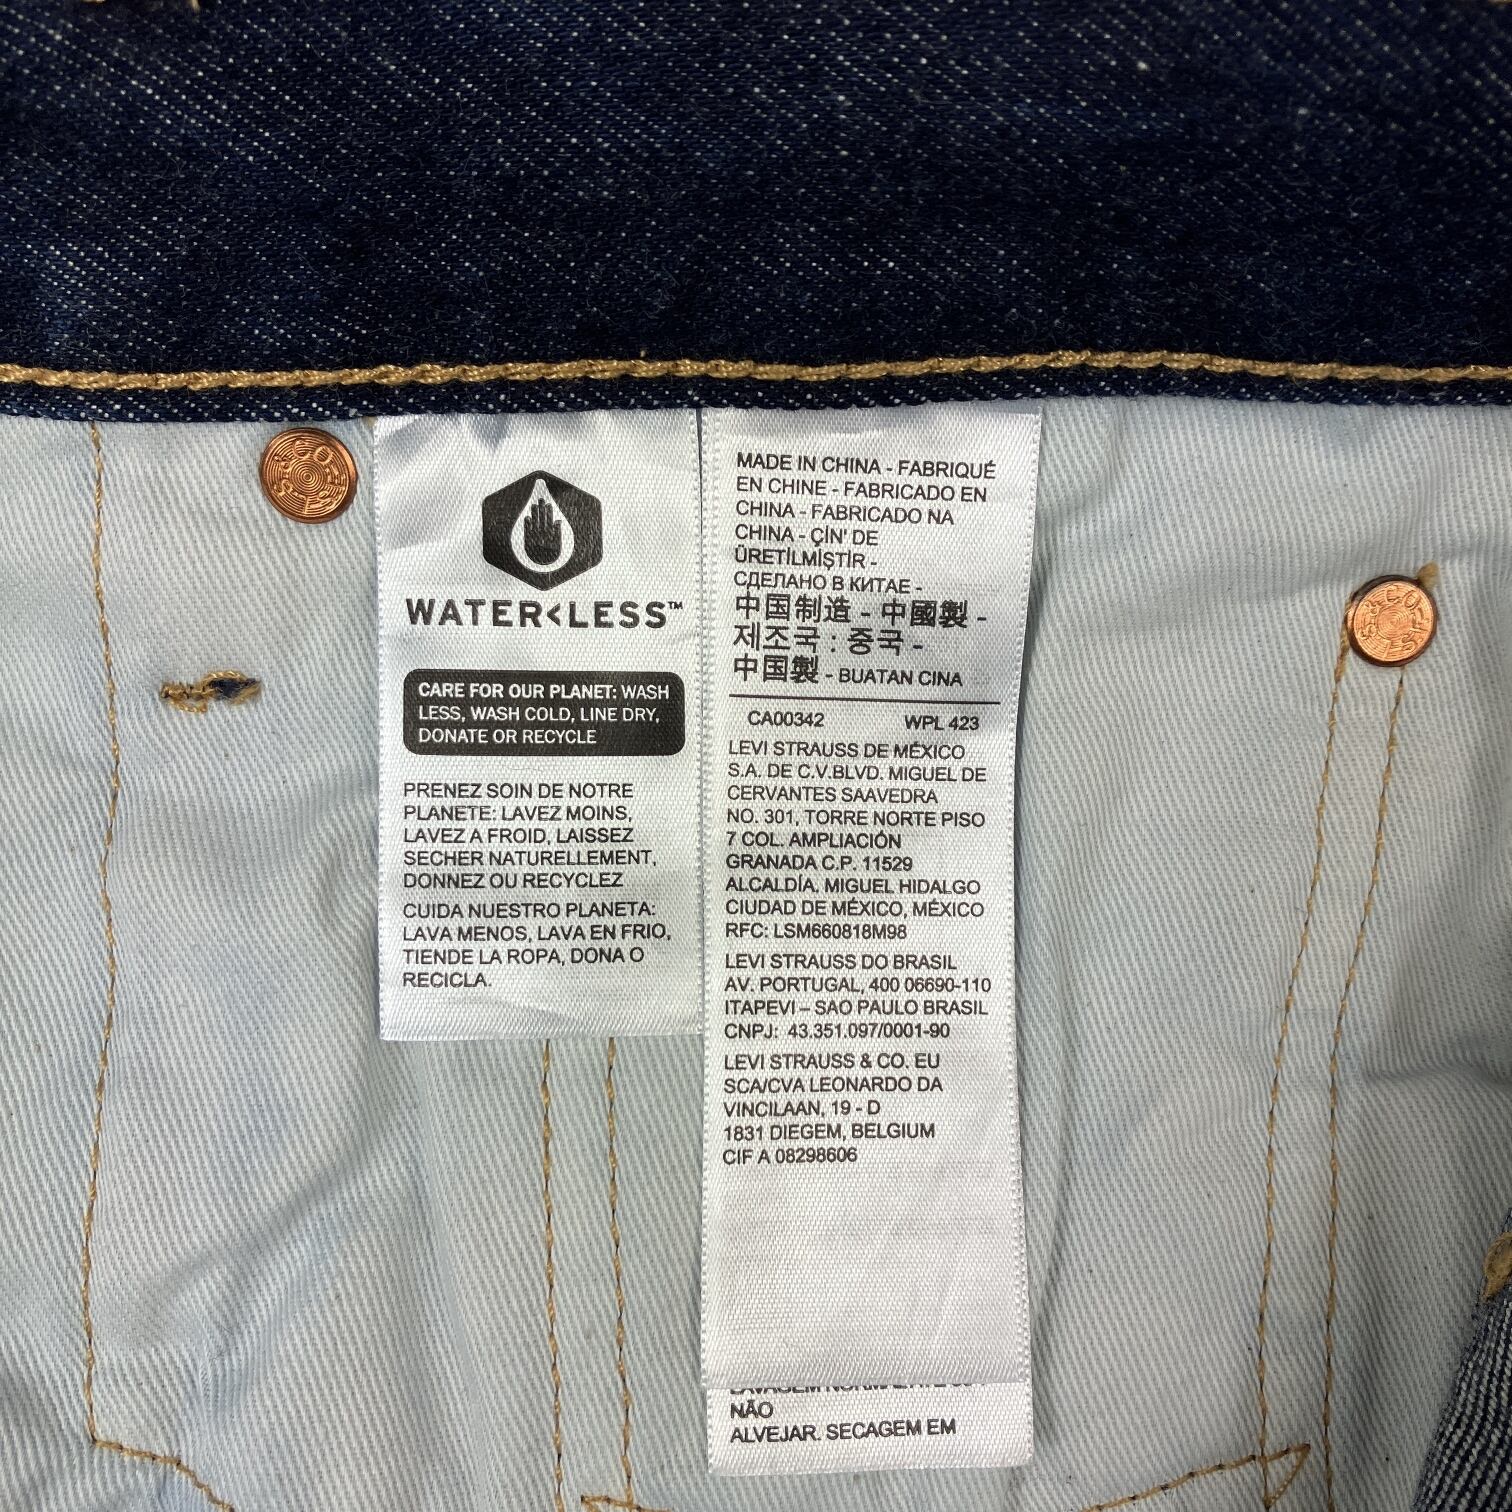 WATER<LESS™
CARE FOR OUR PLANET: WASH
LESS, WASH COLD, LINE DRY,
DONATE OR RECYCLE
PRENEZ SOIN DE NOTRE
PLANETE: LAVEZ MOINS,
LAVEZ A FROID, LAISSEZ
SECHER NATURELLEMENT,
DONNEZ OU RECYCLEZ
CUIDA NUESTRO PLANETA:
LAVA MENOS, LAVA EN FRIO,
TIENDE LA ROPA, DONA O
RECICLA.
MADE IN CHINA - FABRIQUÉ
EN CHINE - FABRICADO EN
CHINA - FABRICADO NA
CHINA - ÇİN' DE
ÜRETİLMİŞTİR -
СДЕЛАНО В КИТАЕ -
中国制造 - 中國製 -
제조국 : 중국 -
中国製 - BUATAN CINA
CA00342 WPL 423
LEVI STRAUSS DE MÉXICO
S.A. DE C.V.BLVD. MIGUEL DE
CERVANTES SAAVEDRA
NO. 301, TORRE NORTE PISO
7 COL. AMPLIACIÓN
GRANADA C.P. 11529
ALCALDÍA. MIGUEL HIDALGO
CIUDAD DE MÉXICO, MÉXICO
RFC: LSM660818M98
LEVI STRAUSS DO BRASIL
AV. PORTUGAL, 400 06690-110
ITAPEVI – SAO PAULO BRASIL
CNPJ: 43.351.097/0001-90
LEVI STRAUSS & CO. EU
SCA/CVA LEONARDO DA
VINCILAAN, 19 - D
1831 DIEGEM, BELGIUM
CIF A 08298606
NÃO
ALVEJAR. SECAGEM EM